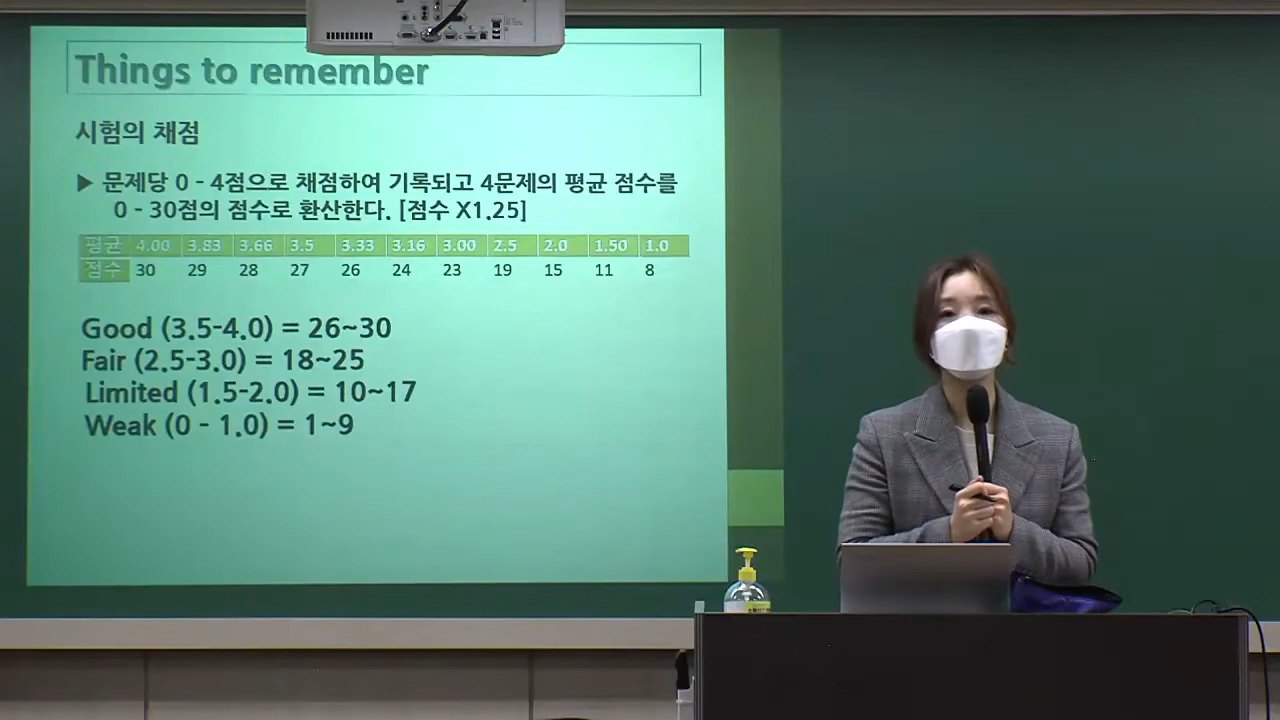 Things to remember
시험의 채점
▶ 문제당 0 - 4점으로 채점하여 기록되고 4문제의 평균 점수를
0 - 30점의 점수로 환산한다. [점수 X1.25]
평균 4.00 3.83 3.66 3.5 3.33 3.16 3.00 2.5 2.0 1.50 1.0
점수 30 29 28 27 26 24 23 19 15 11 8
Good (3.5-4.0) = 26~30
Fair (2.5-3.0) = 18~25
Limited (1.5-2.0) = 10~17
Weak (0 - 1.0) = 1~9